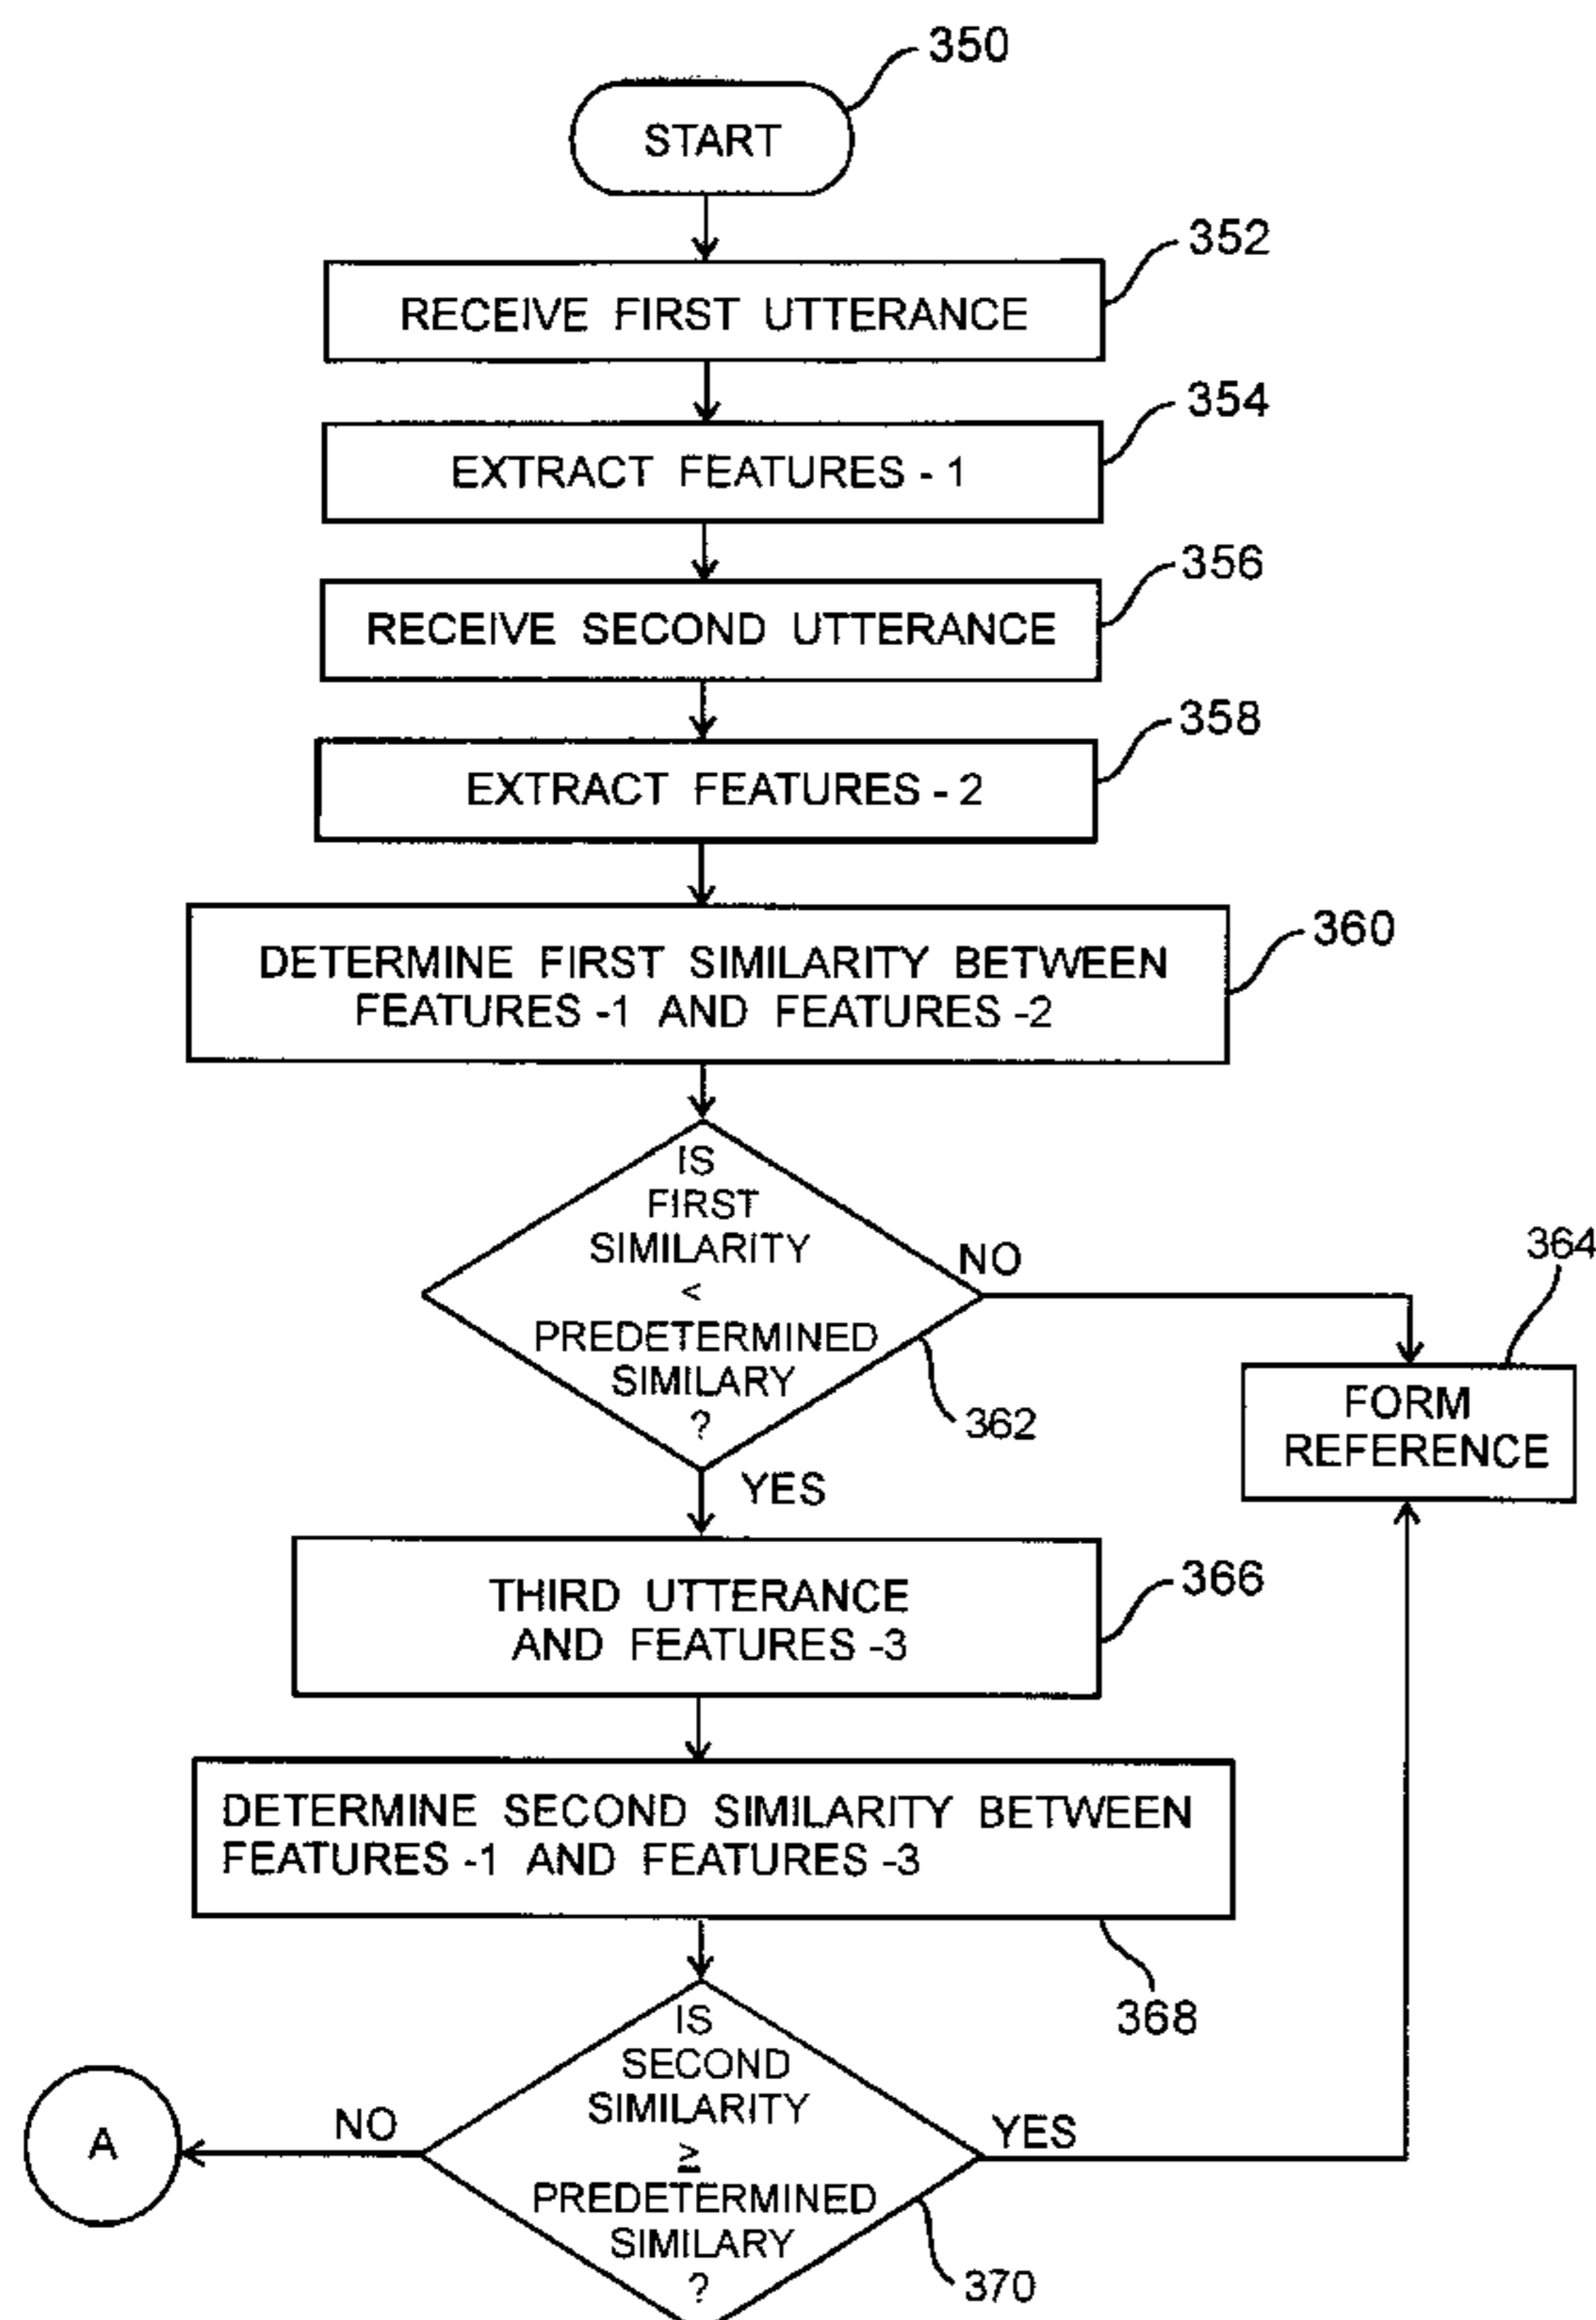 350
START
352
RECEIVE FIRST UTTERANCE
354
EXTRACT FEATURES - 1
356
RECEIVE SECOND UTTERANCE
358
EXTRACT FEATURES - 2
360
DETERMINE FIRST SIMILARITY BETWEEN
FEATURES -1 AND FEATURES -2
IS
FIRST
SIMILARITY
<
PREDETERMINED
SIMILARY
?
NO
362
YES
364
FORM
REFERENCE
366
THIRD UTTERANCE
AND FEATURES -3
DETERMINE SECOND SIMILARITY BETWEEN
FEATURES -1 AND FEATURES -3
368
IS
SECOND
SIMILARITY
≥
PREDETERMINED
SIMILARY
?
NO
A
YES
370